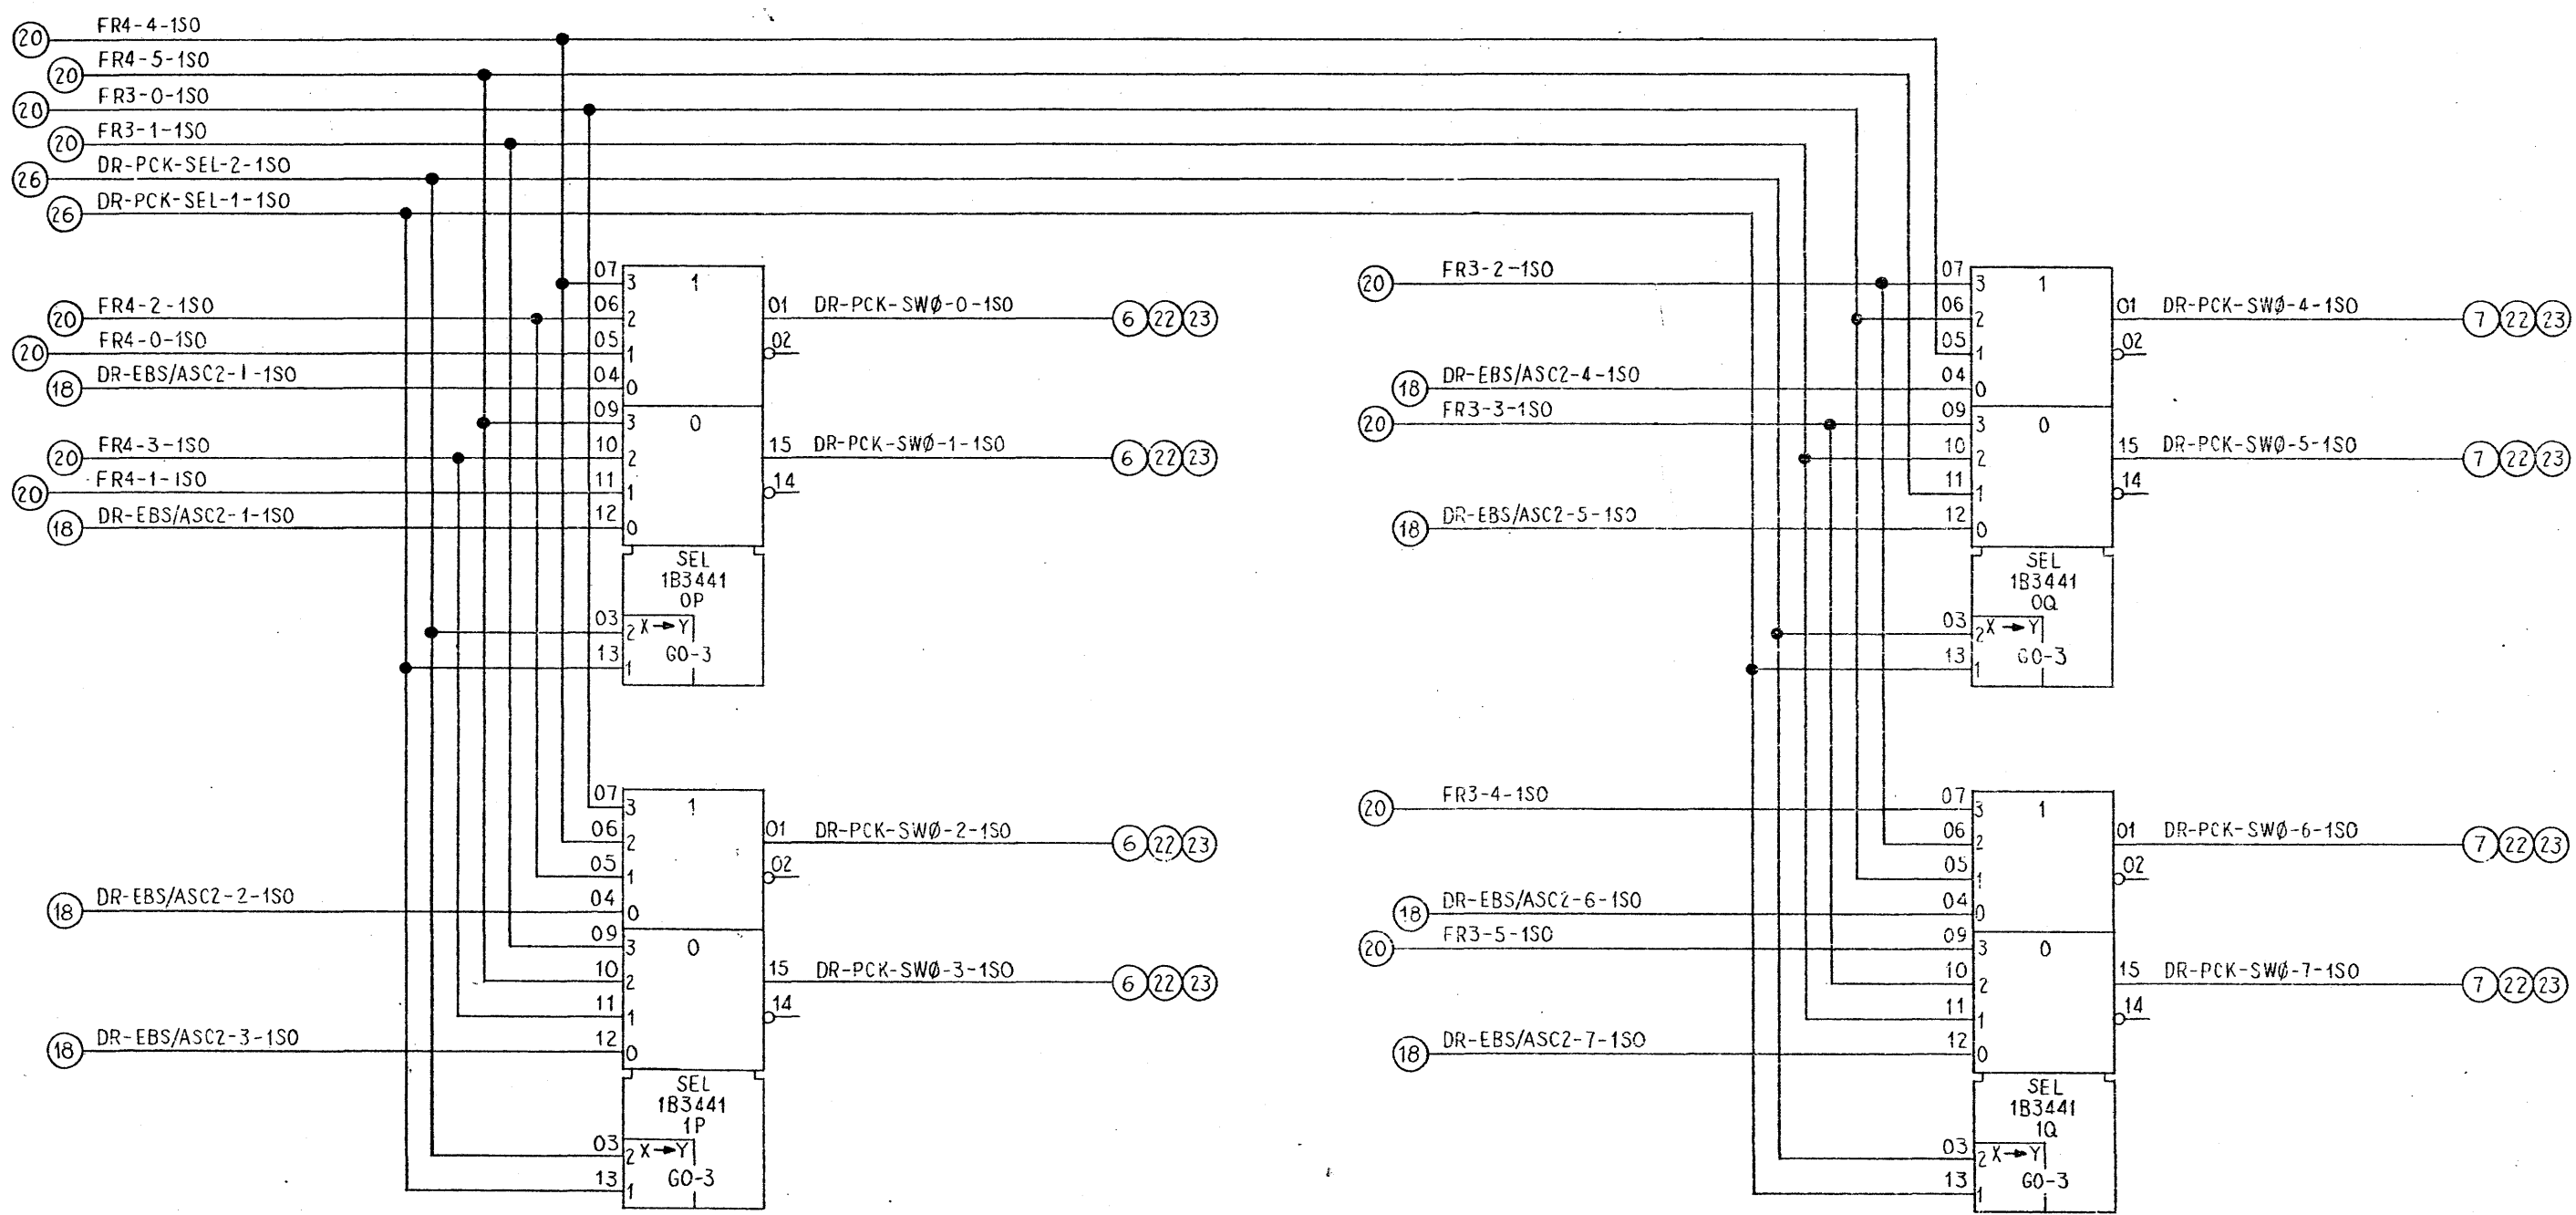 20 FR4-4-1SO
20 FR4-5-1SO
20 FR3-0-1SO
20 FR3-1-1SO
26 DR-PCK-SEL-2-1SO
26 DR-PCK-SEL-1-1SO
07 3 1
20 FR4-2-1SO 06 2 01 DR-PCK-SWØ-0-1SO 6 22 23
20 FR4-0-1SO 05 1 02
18 DR-EBS/ASC2-1-1SO 04 0
09 3 0
20 FR4-3-1SO 10 2 15 DR-PCK-SWØ-1-1SO 6 22 23
20 FR4-1-1SO 11 1 14
18 DR-EBS/ASC2-1-1SO 12 0
SEL
1B3441
0P
03 2 X→Y
13 1 G0-3
07 3 1
06 2 01 DR-PCK-SWØ-2-1SO 6 22 23
05 1 02
18 DR-EBS/ASC2-2-1SO 04 0
09 3 0
10 2 15 DR-PCK-SWØ-3-1SO 6 22 23
11 1 14
18 DR-EBS/ASC2-3-1SO 12 0
SEL
1B3441
1P
03 2 X→Y
13 1 G0-3
20 FR3-2-1SO 07 3 1
06 2 01 DR-PCK-SWØ-4-1SO 7 22 23
05 1 02
18 DR-EBS/ASC2-4-1SO 04 0
20 FR3-3-1SO 09 3 0
10 2 15 DR-PCK-SWØ-5-1SO 7 22 23
11 1 14
18 DR-EBS/ASC2-5-1SO 12 0
SEL
1B3441
0Q
03 2 X→Y
13 1 G0-3
20 FR3-4-1SO 07 3 1
06 2 01 DR-PCK-SWØ-6-1SO 7 22 23
05 1 02
18 DR-EBS/ASC2-6-1SO 04 0
20 FR3-5-1SO 09 3 0
10 2 15 DR-PCK-SWØ-7-1SO 7 22 23
11 1 14
18 DR-EBS/ASC2-7-1SO 12 0
SEL
1B3441
1Q
03 2 X→Y
13 1 G0-3